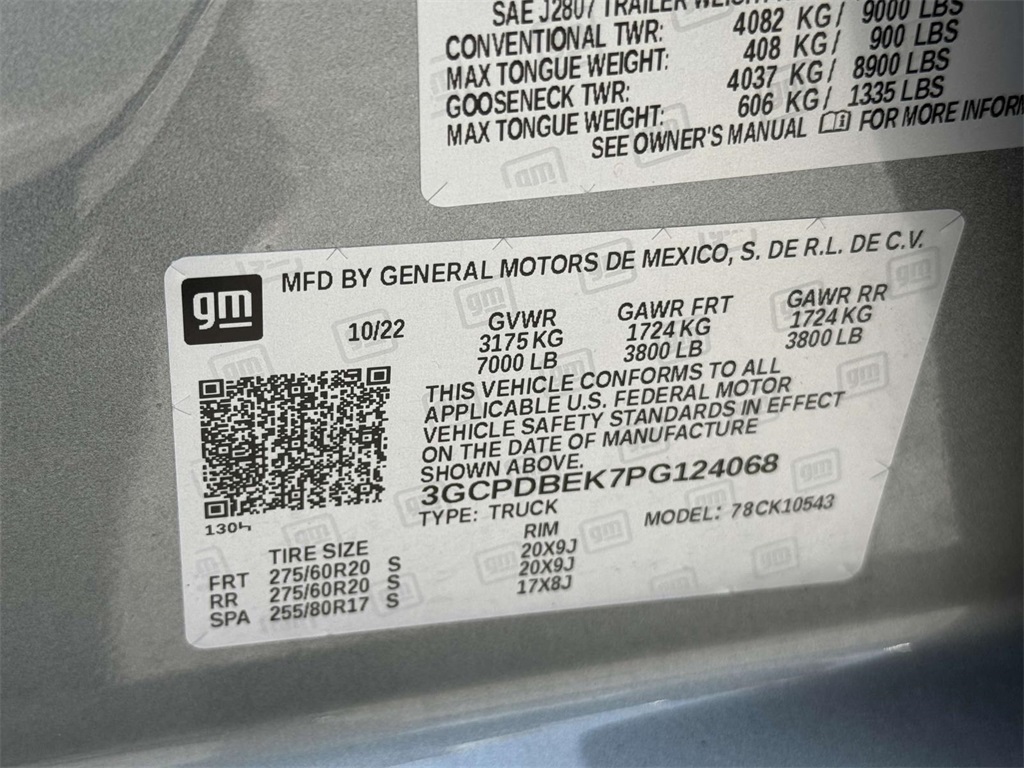 SAE J2807 TRAILER WEIGHT
CONVENTIONAL TWR: 4082 KG/ 9000 LBS
MAX TONGUE WEIGHT: 408 KG/ 900 LBS
GOOSENECK TWR: 4037 KG/ 8900 LBS
MAX TONGUE WEIGHT: 606 KG/ 1335 LBS
SEE OWNER'S MANUAL FOR MORE INFOR
gm
MFD BY GENERAL MOTORS DE MEXICO, S. DE R.L. DE C.V.
10/22 GVWR GAWR FRT GAWR RR
3175 KG 1724 KG 1724 KG
7000 LB 3800 LB 3800 LB
THIS VEHICLE CONFORMS TO ALL
APPLICABLE U.S. FEDERAL MOTOR
VEHICLE SAFETY STANDARDS IN EFFECT
ON THE DATE OF MANUFACTURE
SHOWN ABOVE.
3GCPDBEK7PG124068
TYPE: TRUCK MODEL: 78CK10543
TIRE SIZE RIM
FRT 275/60R20 S 20X9J
RR 275/60R20 S 20X9J
SPA 255/80R17 S 17X8J